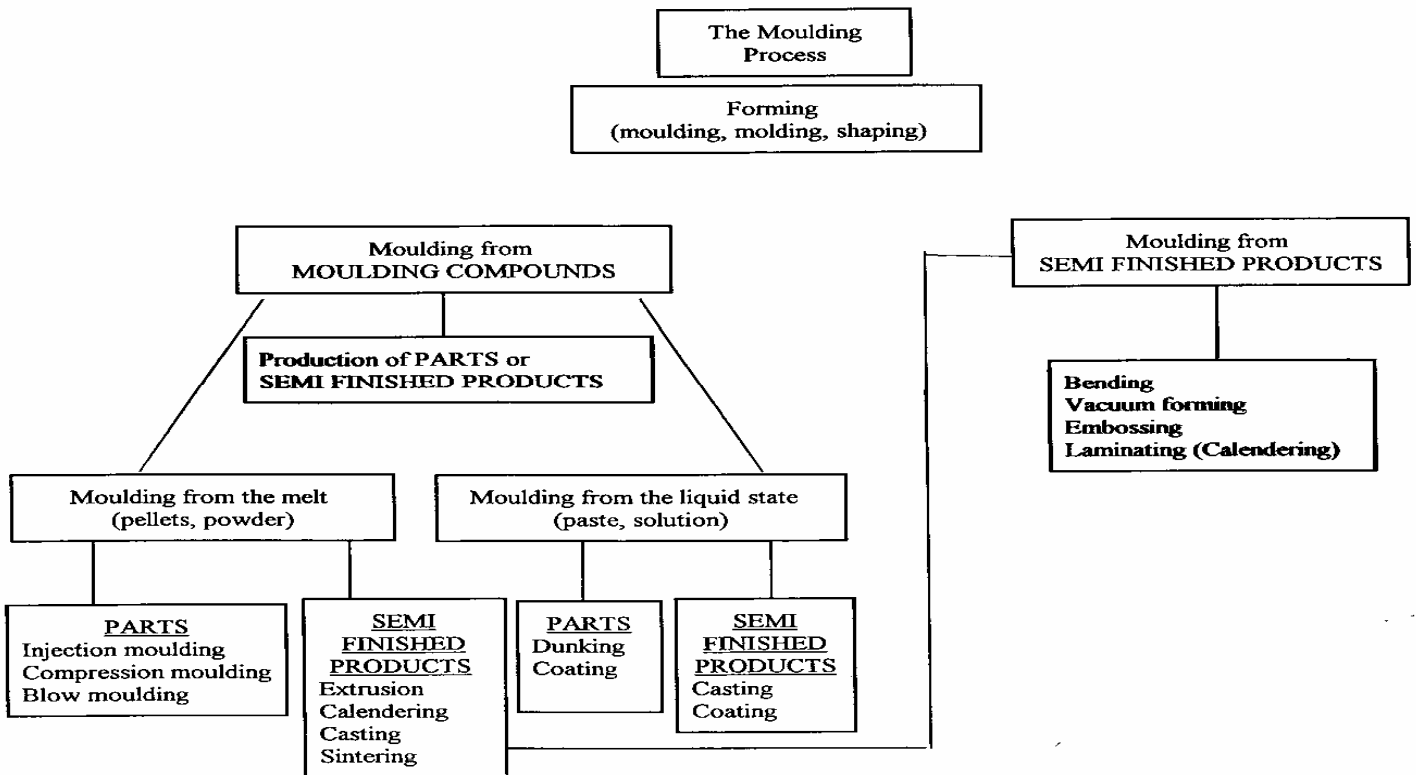 The Moulding
Process
Forming
(moulding, molding, shaping)
Moulding from
MOULDING COMPOUNDS
Moulding from
SEMI FINISHED PRODUCTS
Production of PARTS or
SEMI FINISHED PRODUCTS
Bending
Vacuum forming
Embossing
Laminating (Calendering)
Moulding from the melt
(pellets, powder)
Moulding from the liquid state
(paste, solution)
PARTS
Injection moulding
Compression moulding
Blow moulding
SEMI
FINISHED
PRODUCTS
Extrusion
Calendering
Casting
Sintering
PARTS
Dunking
Coating
SEMI
FINISHED
PRODUCTS
Casting
Coating